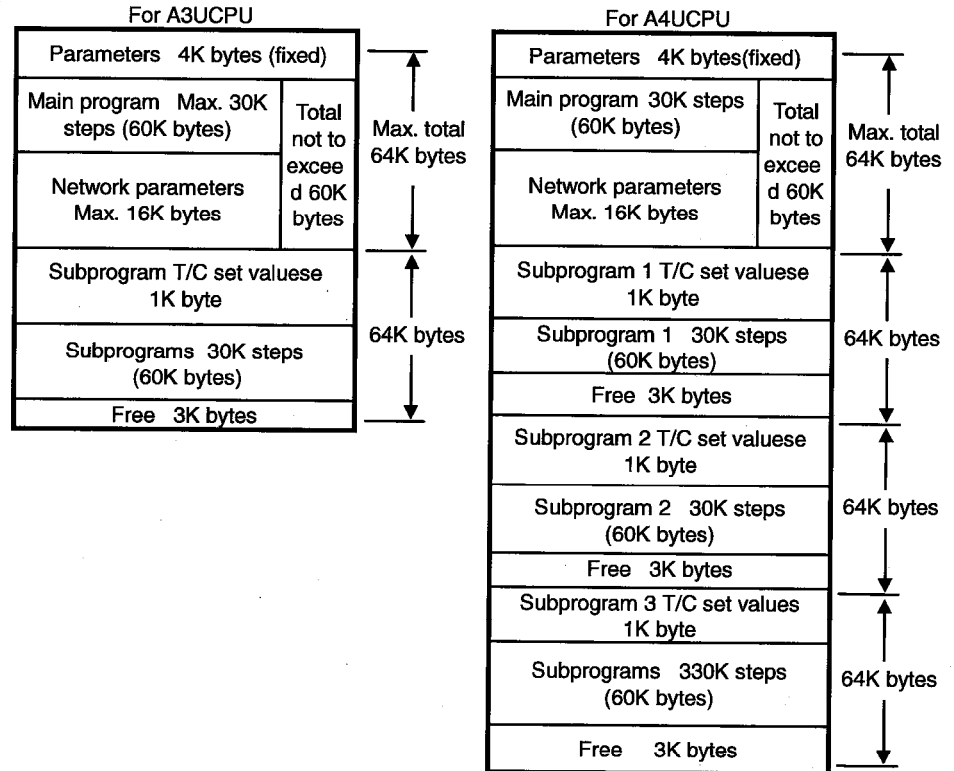 For A3UCPU
Parameters 4K bytes (fixed)
Main program Max. 30K
steps (60K bytes)
Total
not to
excee
d 60K
bytes
Network parameters
Max. 16K bytes
Max. total
64K bytes
Subprogram T/C set valuese
1K byte
Subprograms 30K steps
(60K bytes)
Free 3K bytes
64K bytes
For A4UCPU
Parameters 4K bytes(fixed)
Main program 30K steps
(60K bytes)
Total
not to
excee
d 60K
bytes
Network parameters
Max. 16K bytes
Max. total
64K bytes
Subprogram 1 T/C set valuese
1K byte
Subprogram 1 30K steps
(60K bytes)
Free 3K bytes
64K bytes
Subprogram 2 T/C set valuese
1K byte
Subprogram 2 30K steps
(60K bytes)
Free 3K bytes
64K bytes
Subprogram 3 T/C set values
1K byte
Subprograms 330K steps
(60K bytes)
Free 3K bytes
64K bytes